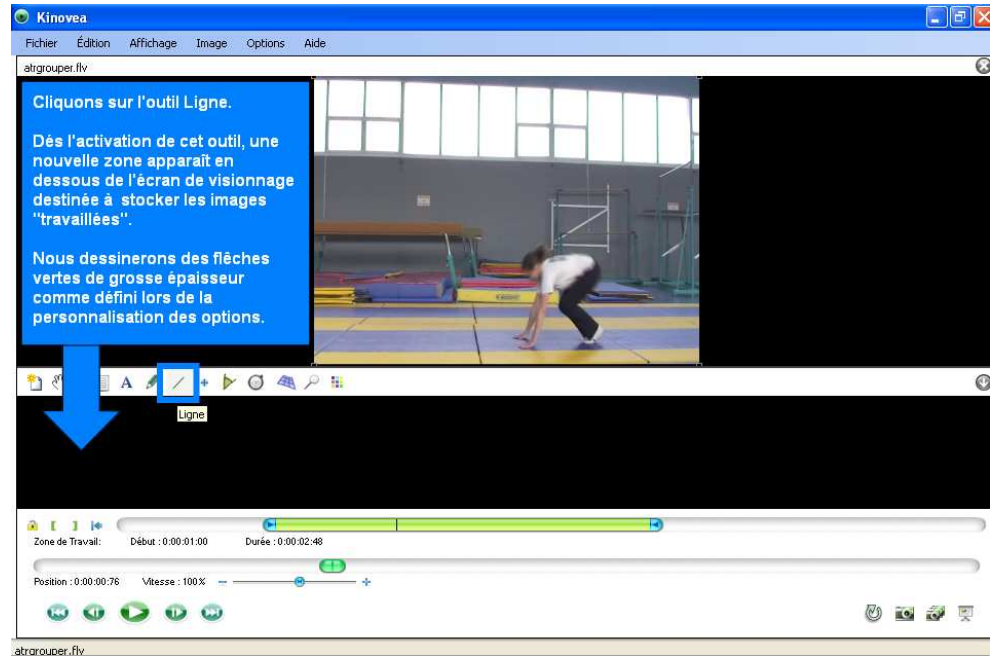 Kinovea
Fichier Édition Affichage Image Options Aide
atrgrouper.flv
Cliquons sur l'outil Ligne.
Dés l'activation de cet outil, une
nouvelle zone apparaît en
dessous de l'écran de visionnage
destinée à stocker les images
"travaillées".
Nous dessinerons des flêches
vertes de grosse épaisseur
comme défini lors de la
personnalisation des options.
A
Ligne
Zone de Travail: Début : 0:00:01:00 Durée : 0:00:02:48
Position : 0:00:00:76 Vitesse : 100%
atrgrouper.flv